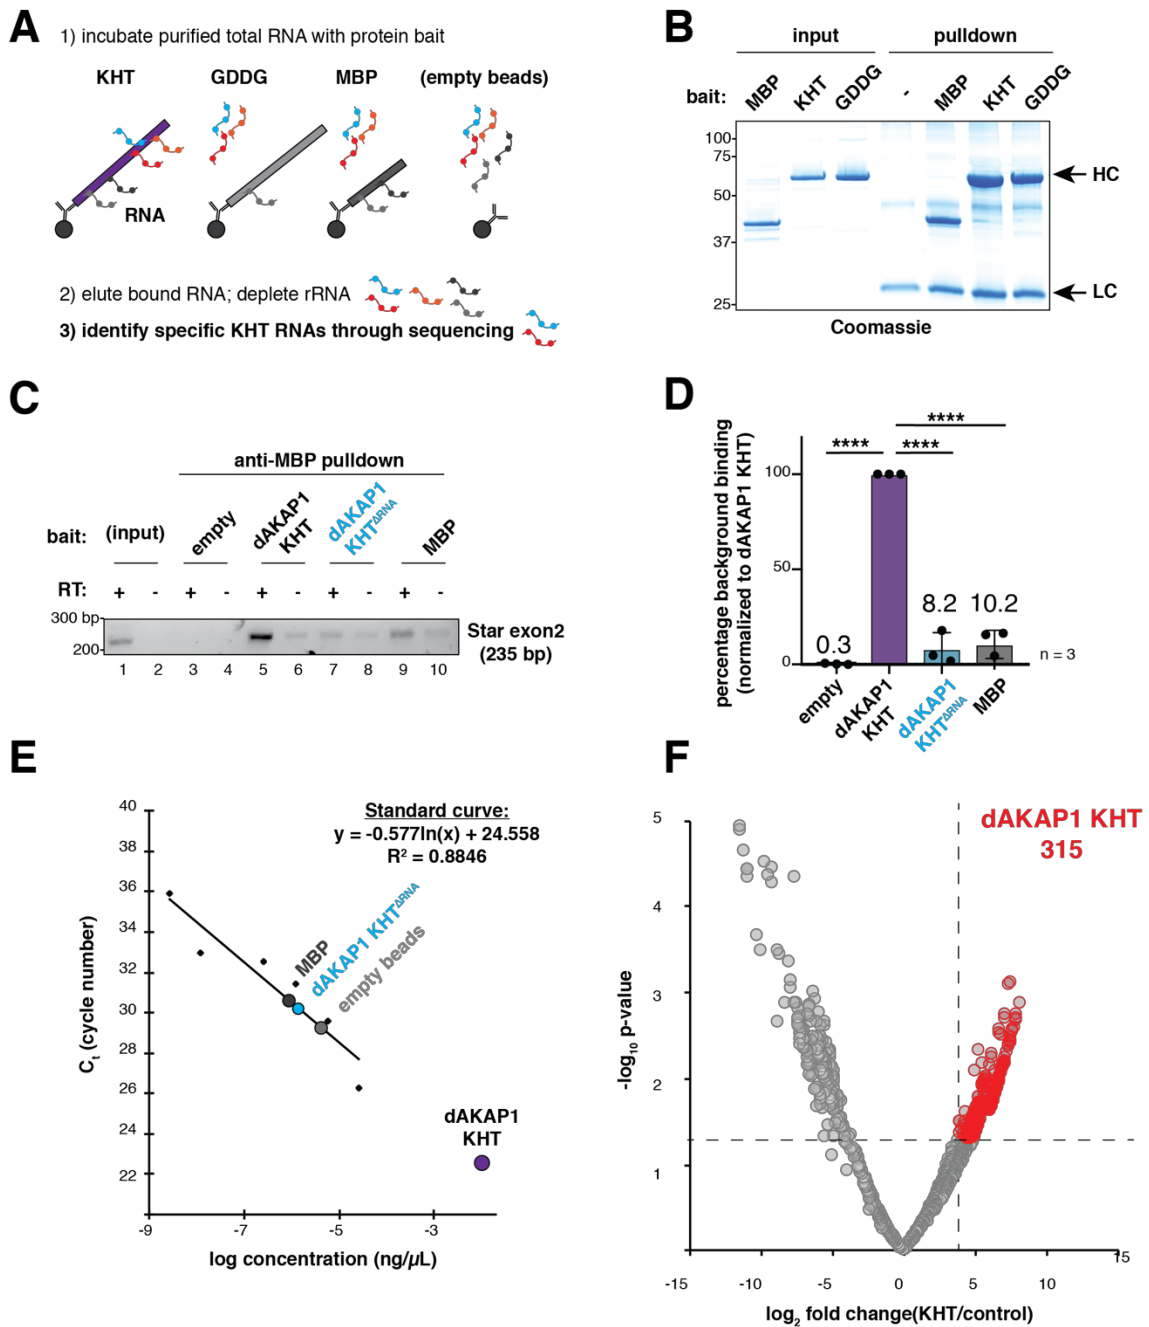 A
1) incubate purified total RNA with protein bait
KHT GDDG MBP (empty beads)
RNA
2) elute bound RNA; deplete rRNA
3) identify specific KHT RNAs through sequencing
B
input pulldown
bait: MBP KHT GDDG - MBP KHT GDDG
100
75
50
37
25
HC
LC
Coomassie
C
anti-MBP pulldown
bait: (input) empty dAKAP1 KHT dAKAP1 KHTΔRNA MBP
RT: + - + - + - + - + -
300 bp
200
Star exon2
(235 bp)
1 2 3 4 5 6 7 8 9 10
D
percentage background binding
(normalized to dAKAP1 KHT)
****
**** ****
100
50
0
0.3 8.2 10.2
n = 3
empty dAKAP1 KHT dAKAP1 KHTΔRNA MBP
E
Standard curve:
y = -0.577ln(x) + 24.558
R2 = 0.8846
40
38
36
34
32
30
28
26
24
22
Ct (cycle number)
MBP
dAKAP1 KHTΔRNA
empty beads
dAKAP1
KHT
-9 -7 -5 -3
log concentration (ng/µL)
F
dAKAP1 KHT
315
5
4
3
2
1
-log10 p-value
-15 -10 -5 0 5 10 15
log2 fold change(KHT/control)